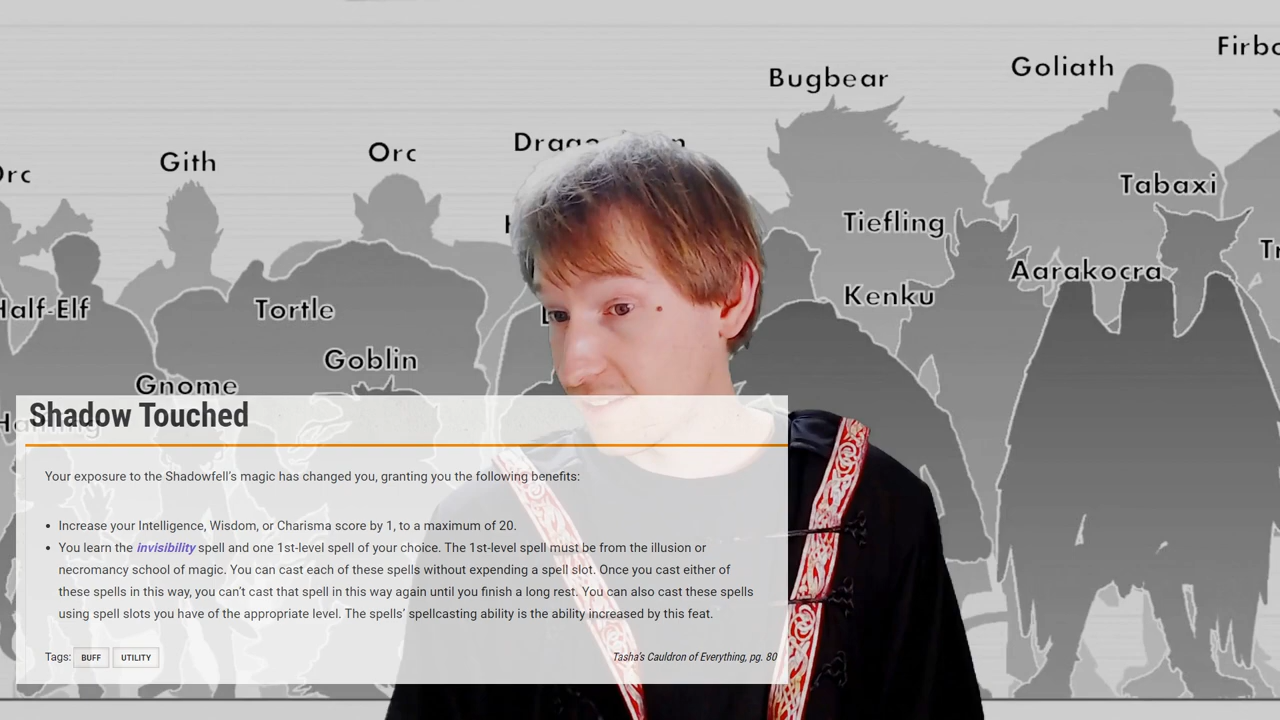 Firbo
Goliath
Bugbear
Orc
Gith
Tabaxi
Tiefling
Aarakocra
Kenku
Half-Elf
Tortle
Goblin
Gnome
Shadow Touched
Your exposure to the Shadowfell's magic has changed you, granting you the following benefits:
• Increase your Intelligence, Wisdom, or Charisma score by 1, to a maximum of 20.
• You learn the invisibility spell and one 1st-level spell of your choice. The 1st-level spell must be from the illusion or
necromancy school of magic. You can cast each of these spells without expending a spell slot. Once you cast either of
these spells in this way, you can't cast that spell in this way again until you finish a long rest. You can also cast these spells
using spell slots you have of the appropriate level. The spells' spellcasting ability is the ability increased by this feat.
Tags: BUFF UTILITY
Tasha's Cauldron of Everything, pg. 80